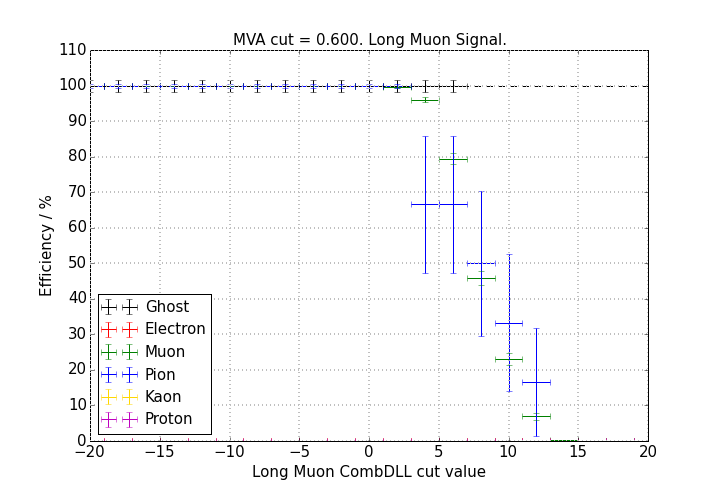 MVA cut = 0.600. Long Muon Signal.
110
100
90
80
70
60
50
40
30
20
10
0
Efficiency / %
Ghost
Electron
Muon
Pion
Kaon
Proton
−20 −15 −10 −5 0 5 10 15 20
Long Muon CombDLL cut value